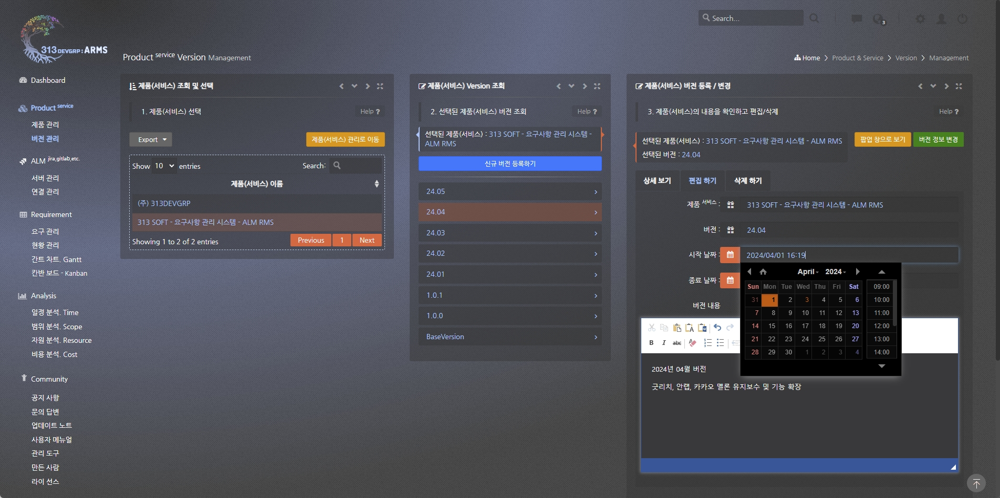 313 DEVGRP : ARMS
Search...
3
Product service Version Management
Home > Product & Service > Version > Management
Dashboard
Product service
제품 관리
버전 관리
ALM jira,gitlab,etc.
서버 관리
연결 관리
Requirement
요구 관리
현황 관리
간트 차트. Gantt
칸반 보드 - Kanban
Analysis
일정 분석. Time
범위 분석. Scope
자원 분석. Resource
비용 분석. Cost
Community
공지 사항
문의 답변
업데이트 노트
사용자 메뉴얼
관리 도구
만든 사람
라이 선스
제품(서비스) 조회 및 선택
1. 제품(서비스) 선택
Help ?
Export
제품(서비스) 관리로 이동
Show 10 entries
Search:
제품(서비스) 이름
(주) 313DEVGRP
313 SOFT - 요구사항 관리 시스템 - ALM RMS
Showing 1 to 2 of 2 entries
Previous 1 Next
제품(서비스) Version 조회
2. 선택된 제품(서비스) 버전 조회
Help ?
선택된 제품(서비스) : 313 SOFT - 요구사항 관리 시스템 -
ALM RMS
신규 버전 등록하기
24.05
24.04
24.03
24.02
24.01
1.0.1
1.0.0
BaseVersion
제품(서비스) 버전 등록 / 변경
3. 제품(서비스)의 내용을 확인하고 편집/삭제
Help ?
선택된 제품(서비스) : 313 SOFT - 요구사항 관리 시스템 - ALM RMS
선택된 버전 : 24.04
팝업 창으로 보기
버전 정보 변경
상세 보기
편집 하기
삭제 하기
제품 서비스 : 313 SOFT - 요구사항 관리 시스템 - ALM RMS
버전 : 24.04
시작 날짜 : 2024/04/01 16:19
종료 날짜 :
버전 내용
April 2024
Sun Mon Tue Wed Thu Fri Sat
31 1 2 3 4 5 6
7 8 9 10 11 12 13
14 15 16 17 18 19 20
21 22 23 24 25 26 27
28 29 30 1 2 3 4
09:00
10:00
11:00
12:00
13:00
14:00
B I abc
2024년 04월 버전
굿리치, 안랩, 카카오 멜론 유지보수 및 기능 확장